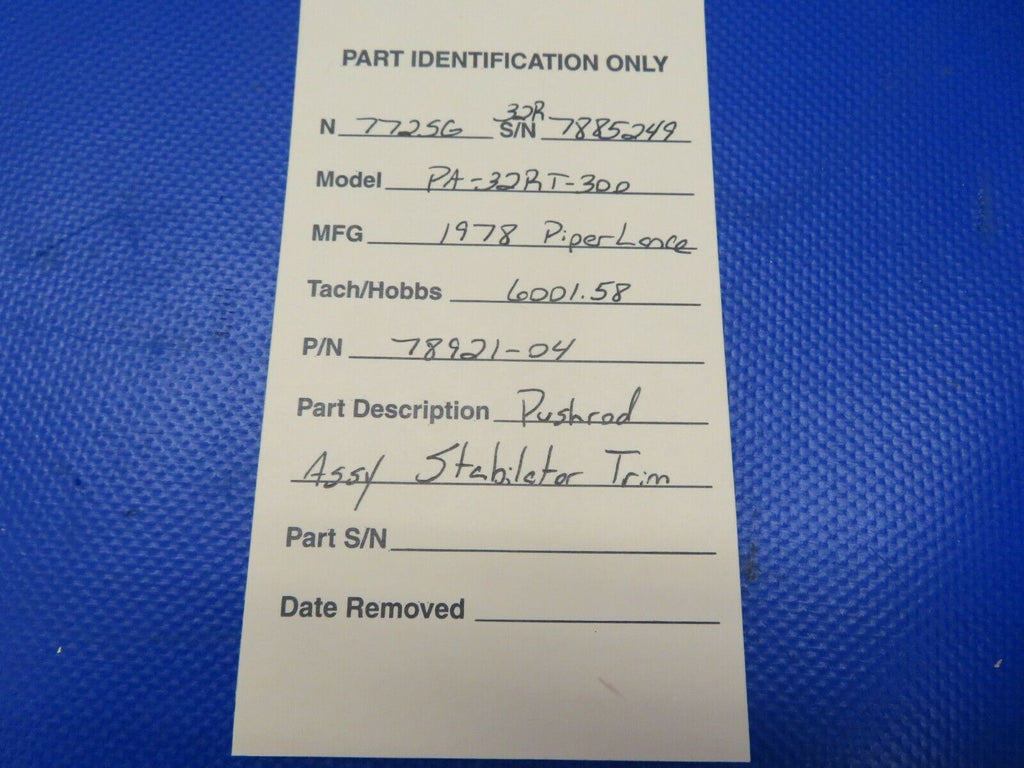 PART IDENTIFICATION ONLY
N 7725G S/N 32R 7885249
Model PA-32RT-300
MFG 1978 Piper Lance
Tach/Hobbs 6001.58
P/N 78921-04
Part Description Pushrod
Assy Stabilator Trim
Part S/N
Date Removed